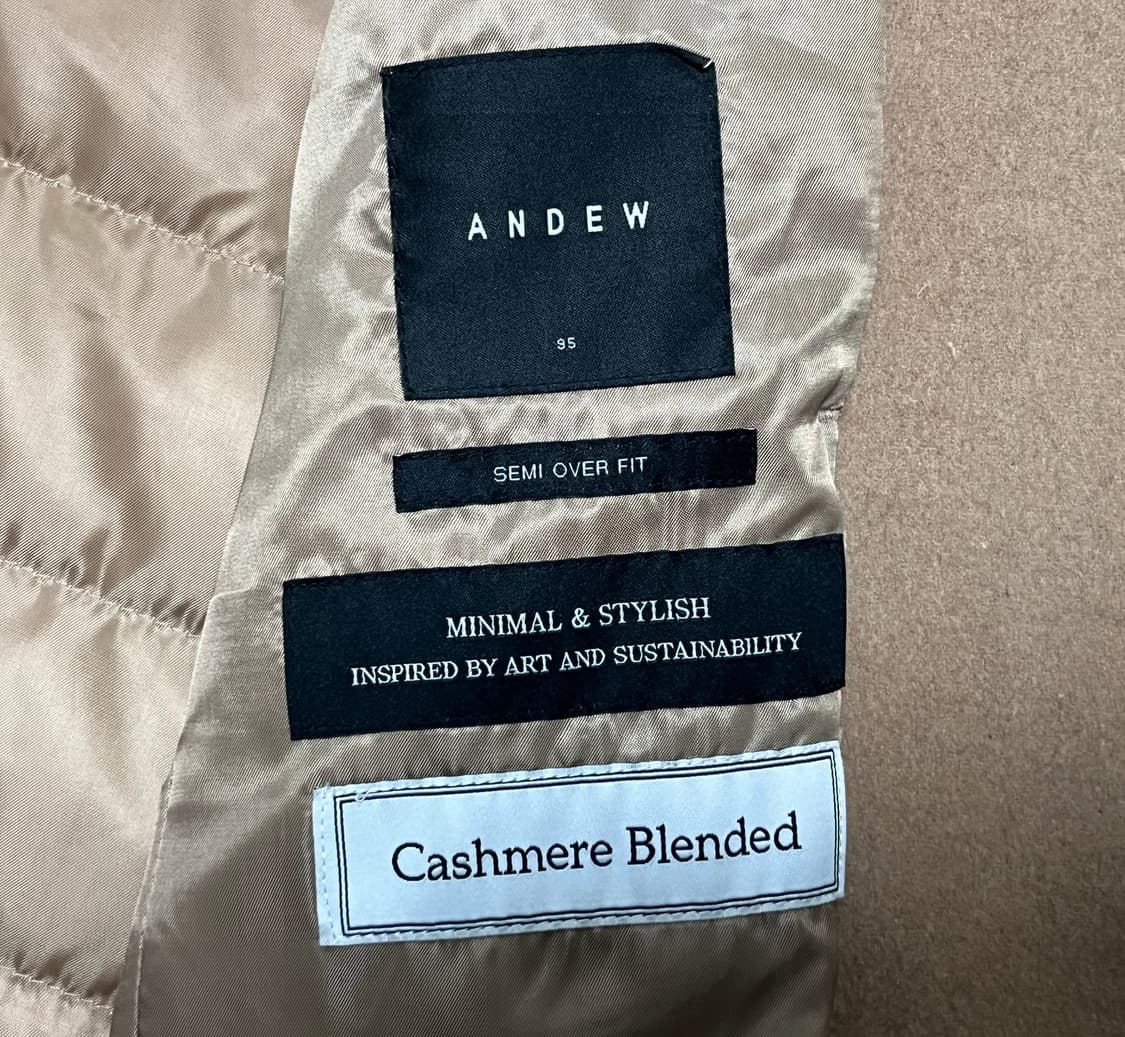 ANDEW
95
SEMI OVER FIT
MINIMAL & STYLISH
INSPIRED BY ART AND SUSTAINABILITY
Cashmere Blended